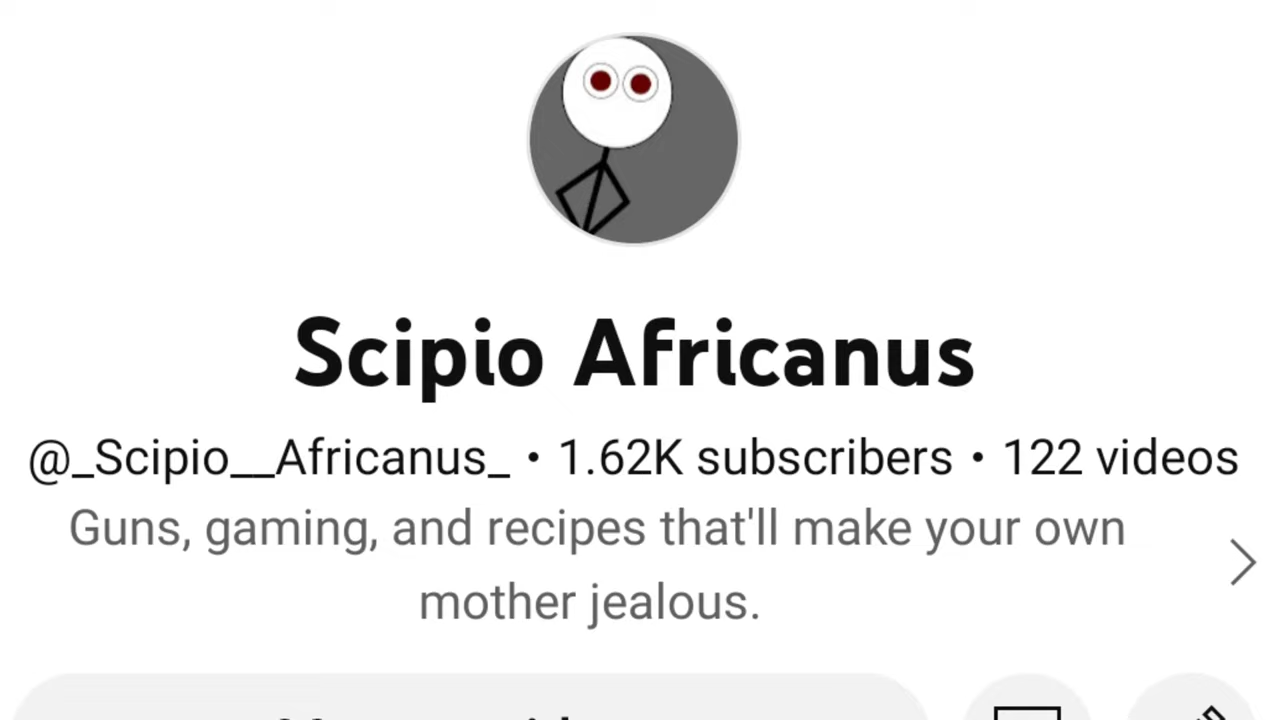 Scipio Africanus
@_Scipio__Africanus_ • 1.62K subscribers • 122 videos
Guns, gaming, and recipes that'll make your own
mother jealous.